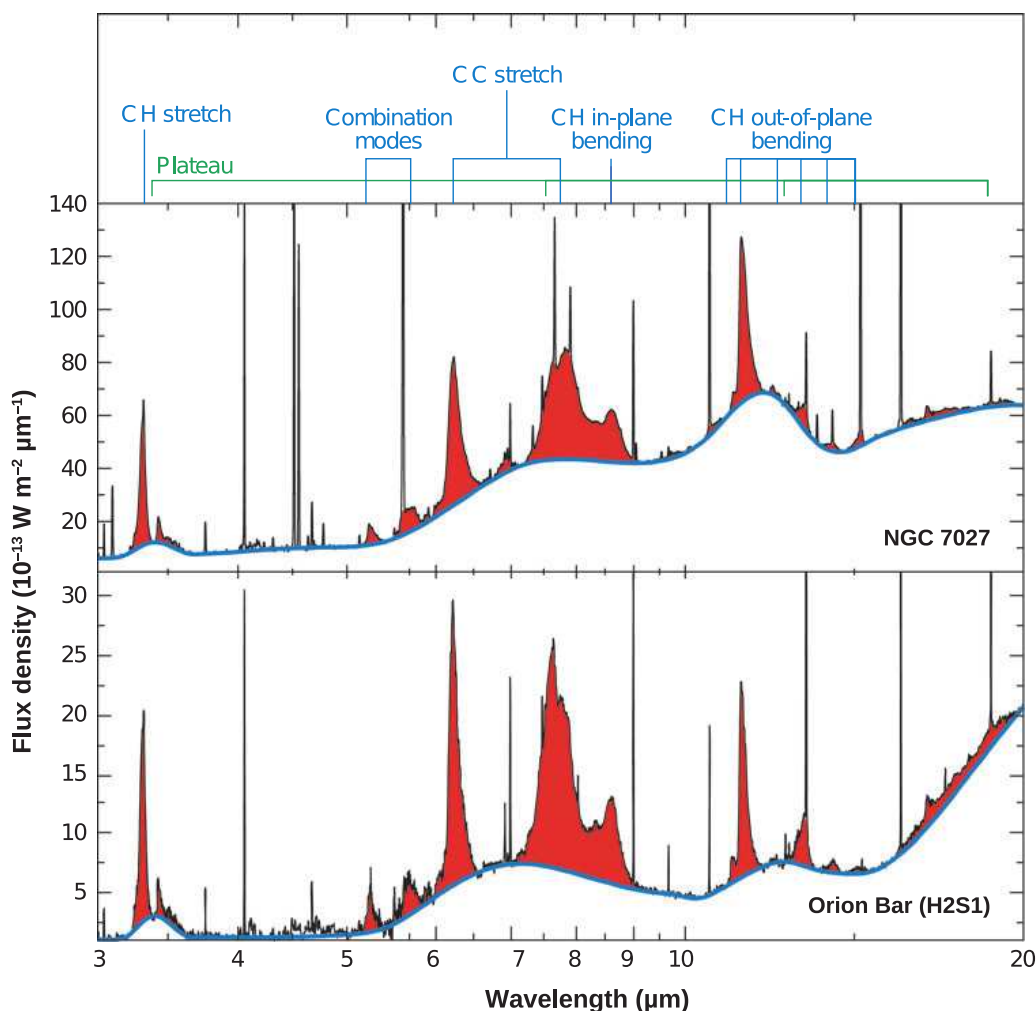 CC stretch
CH stretch
Combination
modes
CH in-plane
bending
CH out-of-plane
bending
Plateau
140
120
100
80
60
40
20
NGC 7027
30
25
20
15
10
5
Orion Bar (H2S1)
3 4 5 6 7 8 9 10 20
Wavelength (μm)
Flux density (10⁻¹³ W m⁻² μm⁻¹)